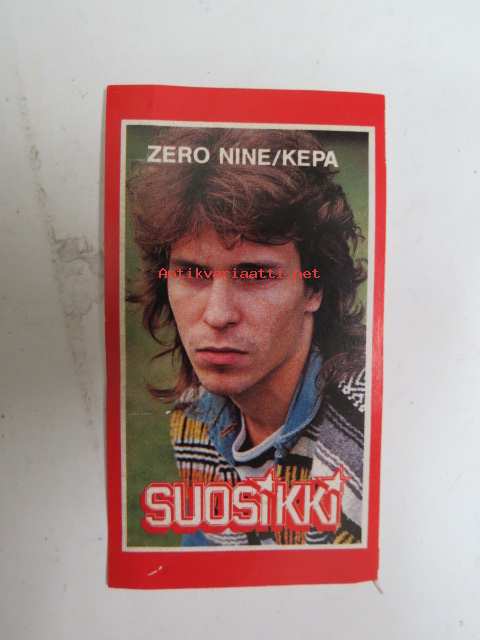 ZERO NINE/KEPA
Antikvariaatti.net
SUOSIKKI